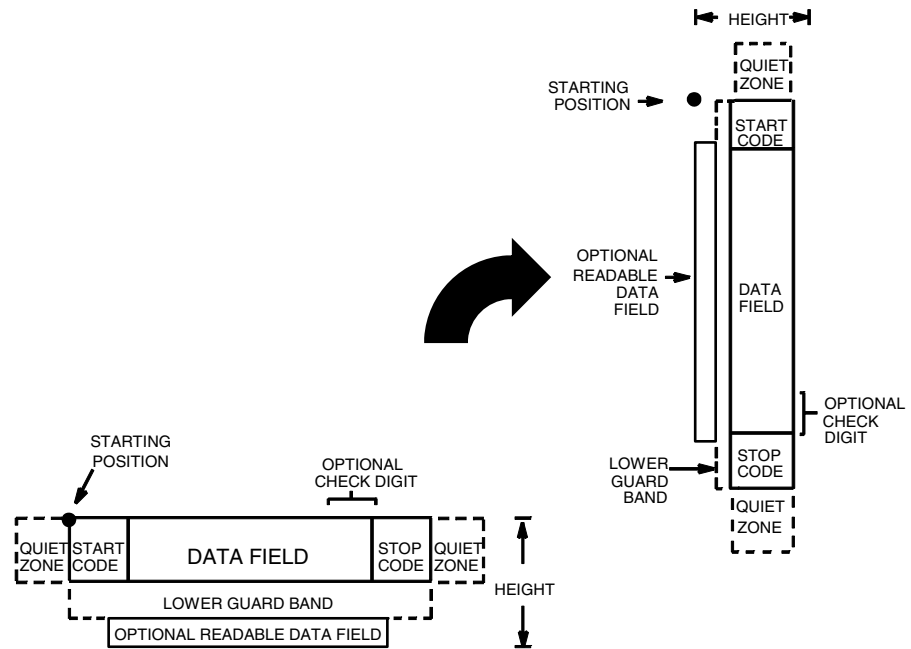 HEIGHT
QUIET
ZONE
STARTING
POSITION
START
CODE
OPTIONAL
READABLE
DATA
FIELD
DATA
FIELD
OPTIONAL
CHECK
DIGIT
LOWER
GUARD
BAND
STOP
CODE
QUIET
ZONE
STARTING
POSITION
OPTIONAL
CHECK DIGIT
QUIET
ZONE
START
CODE
DATA FIELD
STOP
CODE
QUIET
ZONE
HEIGHT
LOWER GUARD BAND
OPTIONAL READABLE DATA FIELD